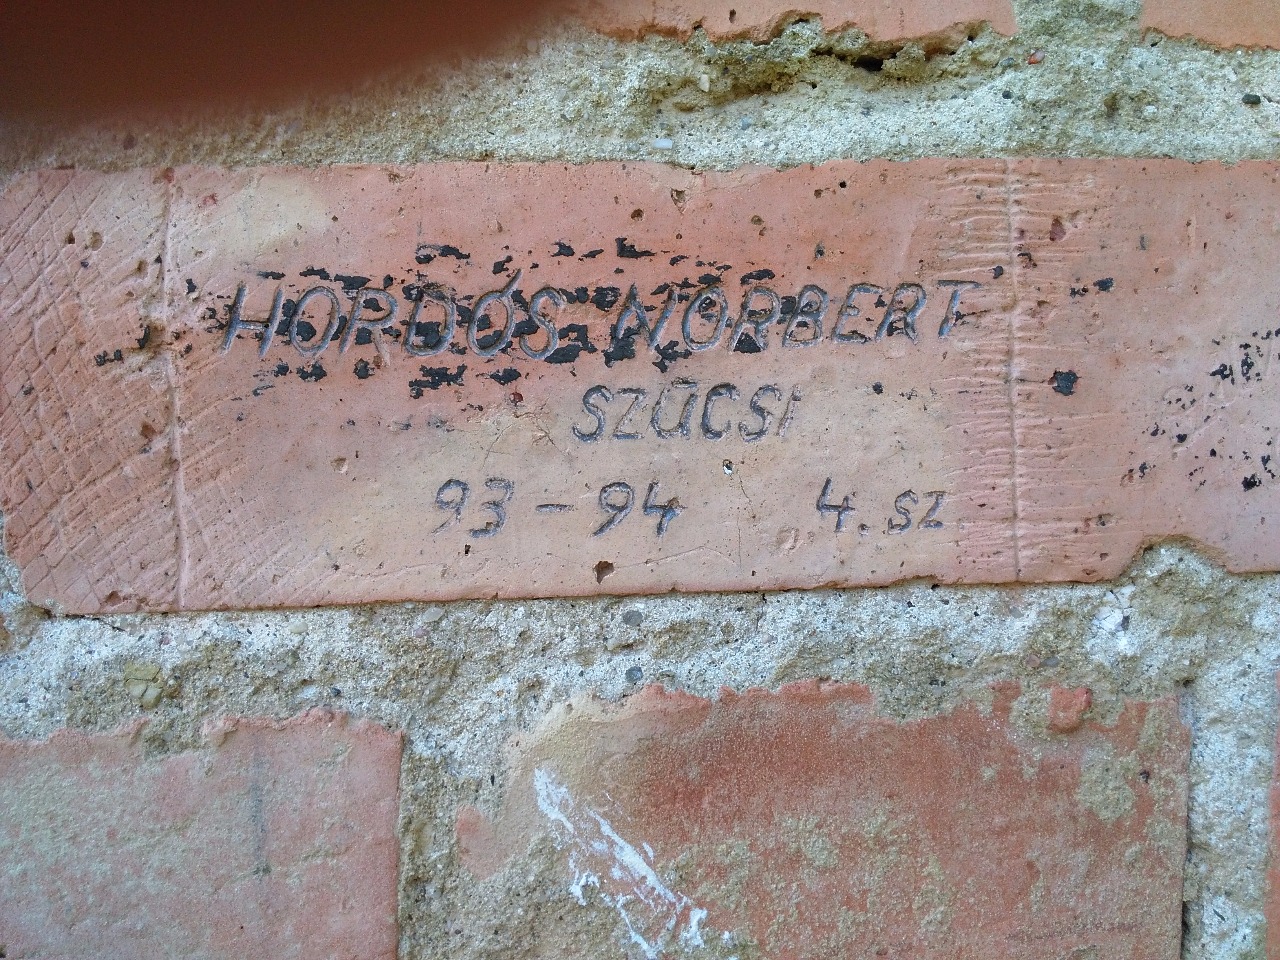 HORDÓS NORBERT
SZŰCSI
93-94 4. SZ